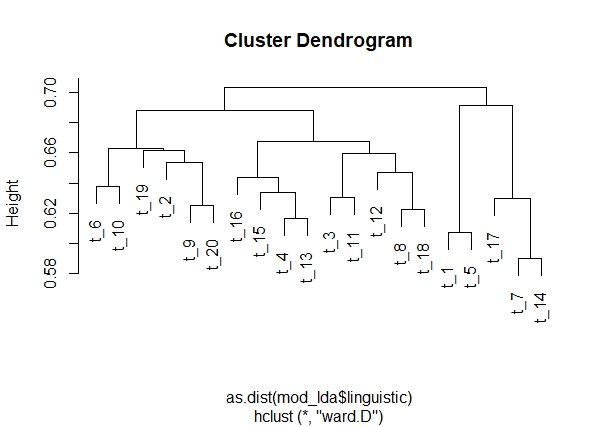 Cluster Dendrogram
Height
0.70
0.66
0.62
0.58
t_6
t_10
t_19
t_2
t_9
t_20
t_16
t_15
t_4
t_13
t_3
t_11
t_12
t_8
t_18
t_1
t_5
t_17
t_7
t_14
as.dist(mod_lda$linguistic)
hclust (*, "ward.D")